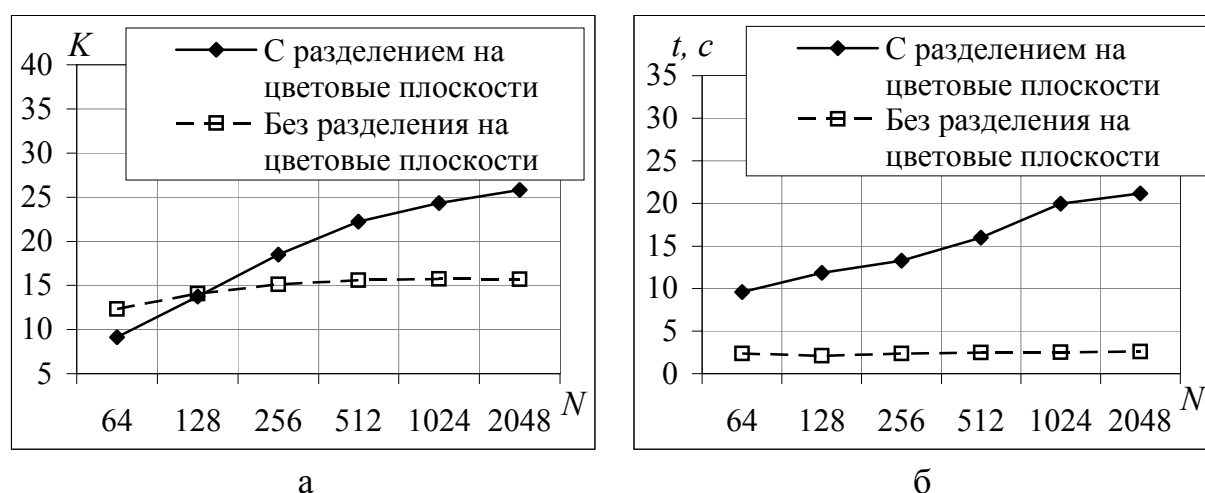 K
С разделением на
цветовые плоскости
Без разделения на
цветовые плоскости
40
35
30
25
20
15
10
5
64 128 256 512 1024 2048 N
а
t, с
С разделением на
цветовые плоскости
Без разделения на
цветовые плоскости
35
30
25
20
15
10
5
0
64 128 256 512 1024 2048 N
б